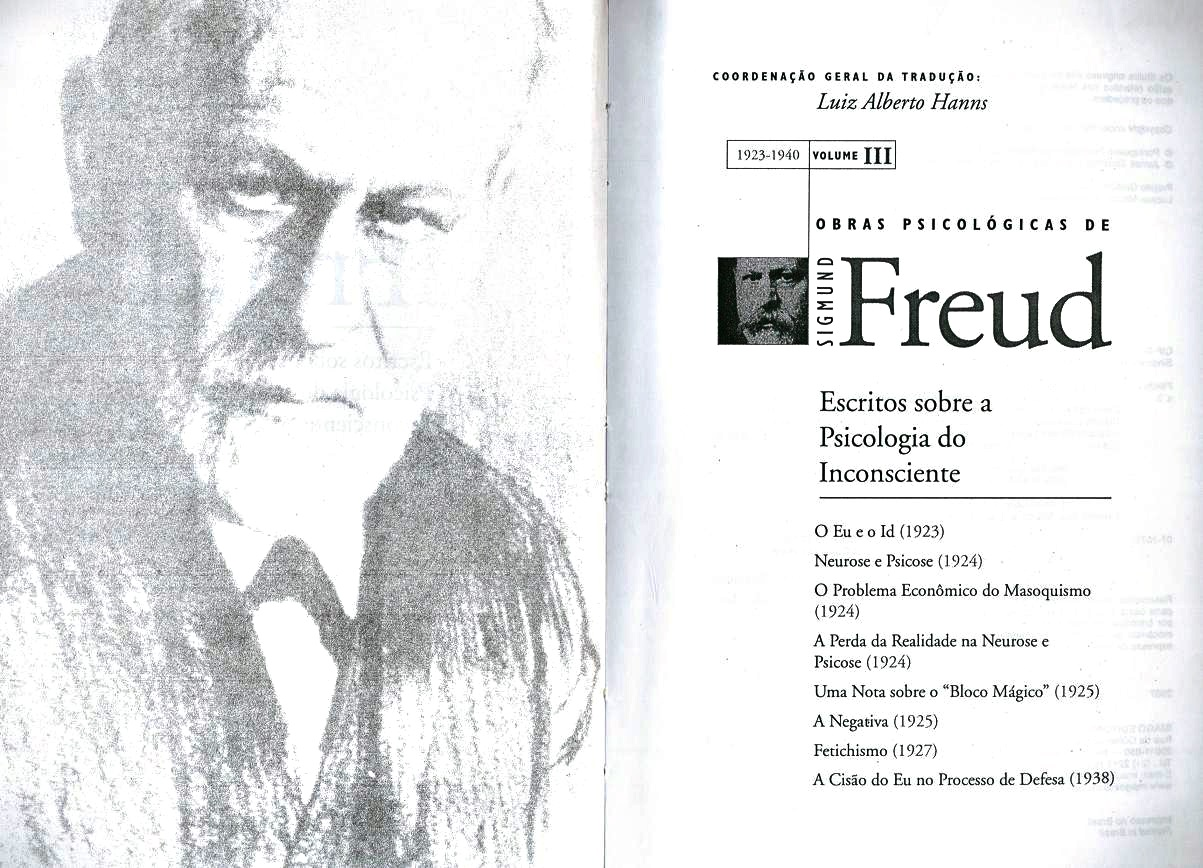 COORDENAÇÃO GERAL DA TRADUÇÃO:
Luiz Alberto Hanns
1923-1940 VOLUME III
OBRAS PSICOLÓGICAS DE
SIGMUND
Freud
Escritos sobre a
Psicologia do
Inconsciente
O Eu e o Id (1923)
Neurose e Psicose (1924)
O Problema Econômico do Masoquismo
(1924)
A Perda da Realidade na Neurose e
Psicose (1924)
Uma Nota sobre o “Bloco Mágico” (1925)
A Negativa (1925)
Fetichismo (1927)
A Cisão do Eu no Processo de Defesa (1938)